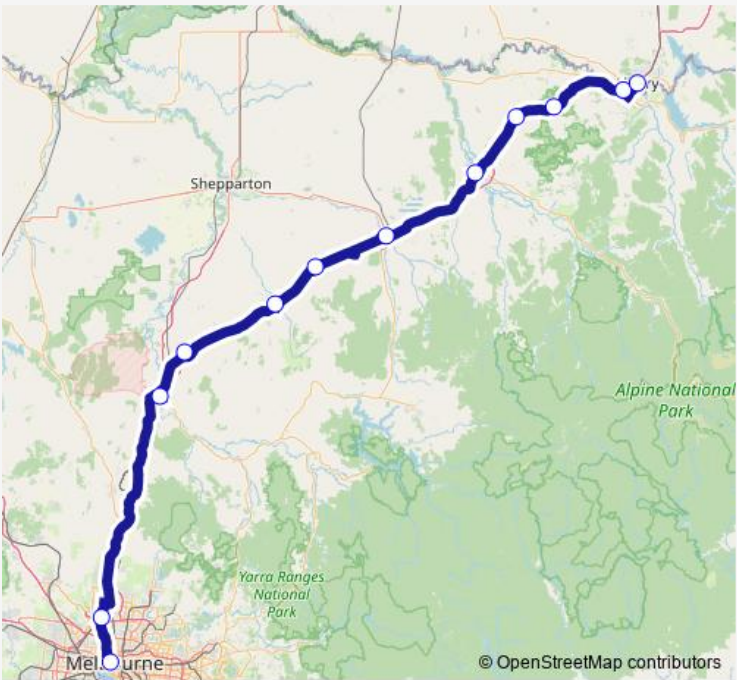 Shepparton
Alpine National
Park
Yarra Ranges
National
Park
© OpenStreetMap contributors